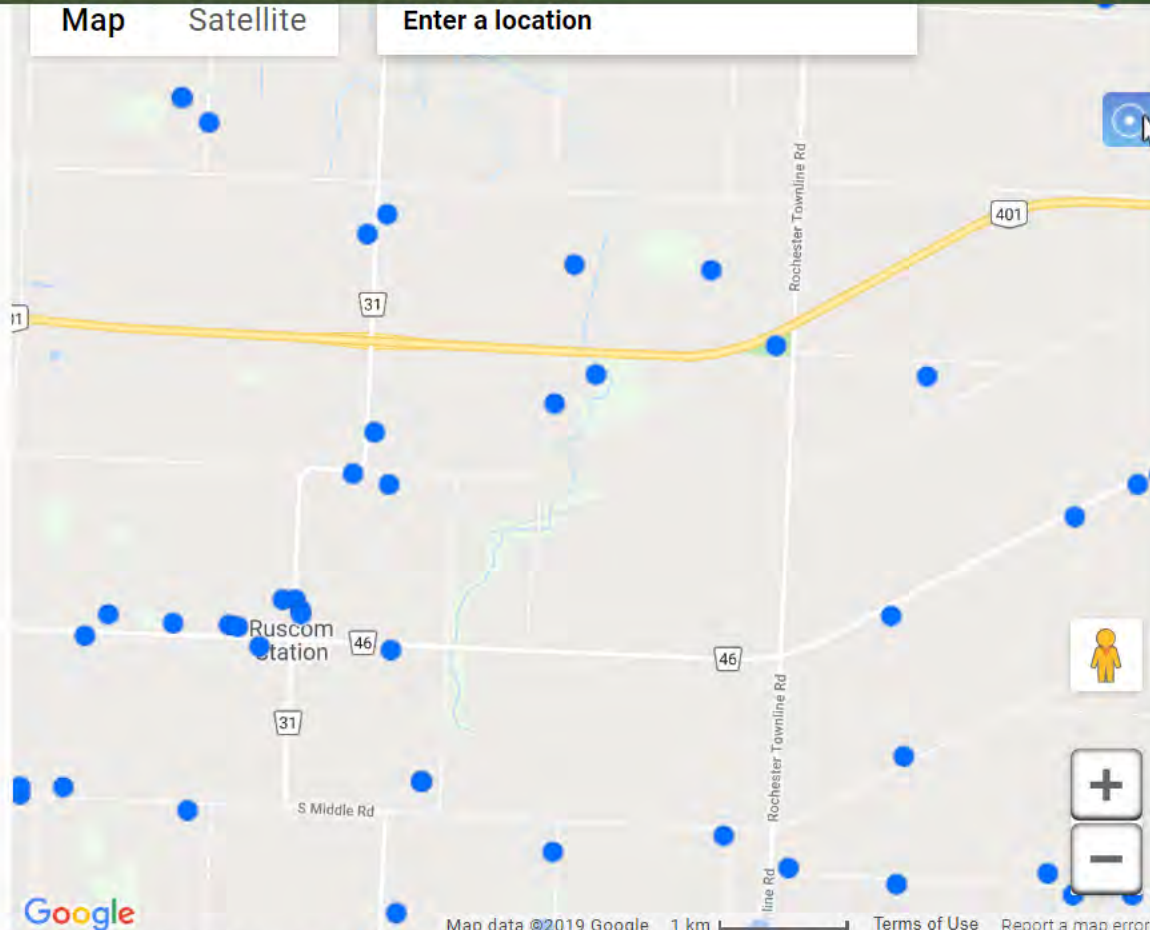 Map Satellite
Enter a location
Rochester Townline Rd
401
31
01
Ruscom
Station
46
46
31
Rochester Townline Rd
S Middle Rd
line Rd
Google
Map data ©2019 Google 1 km Terms of Use Report a map error